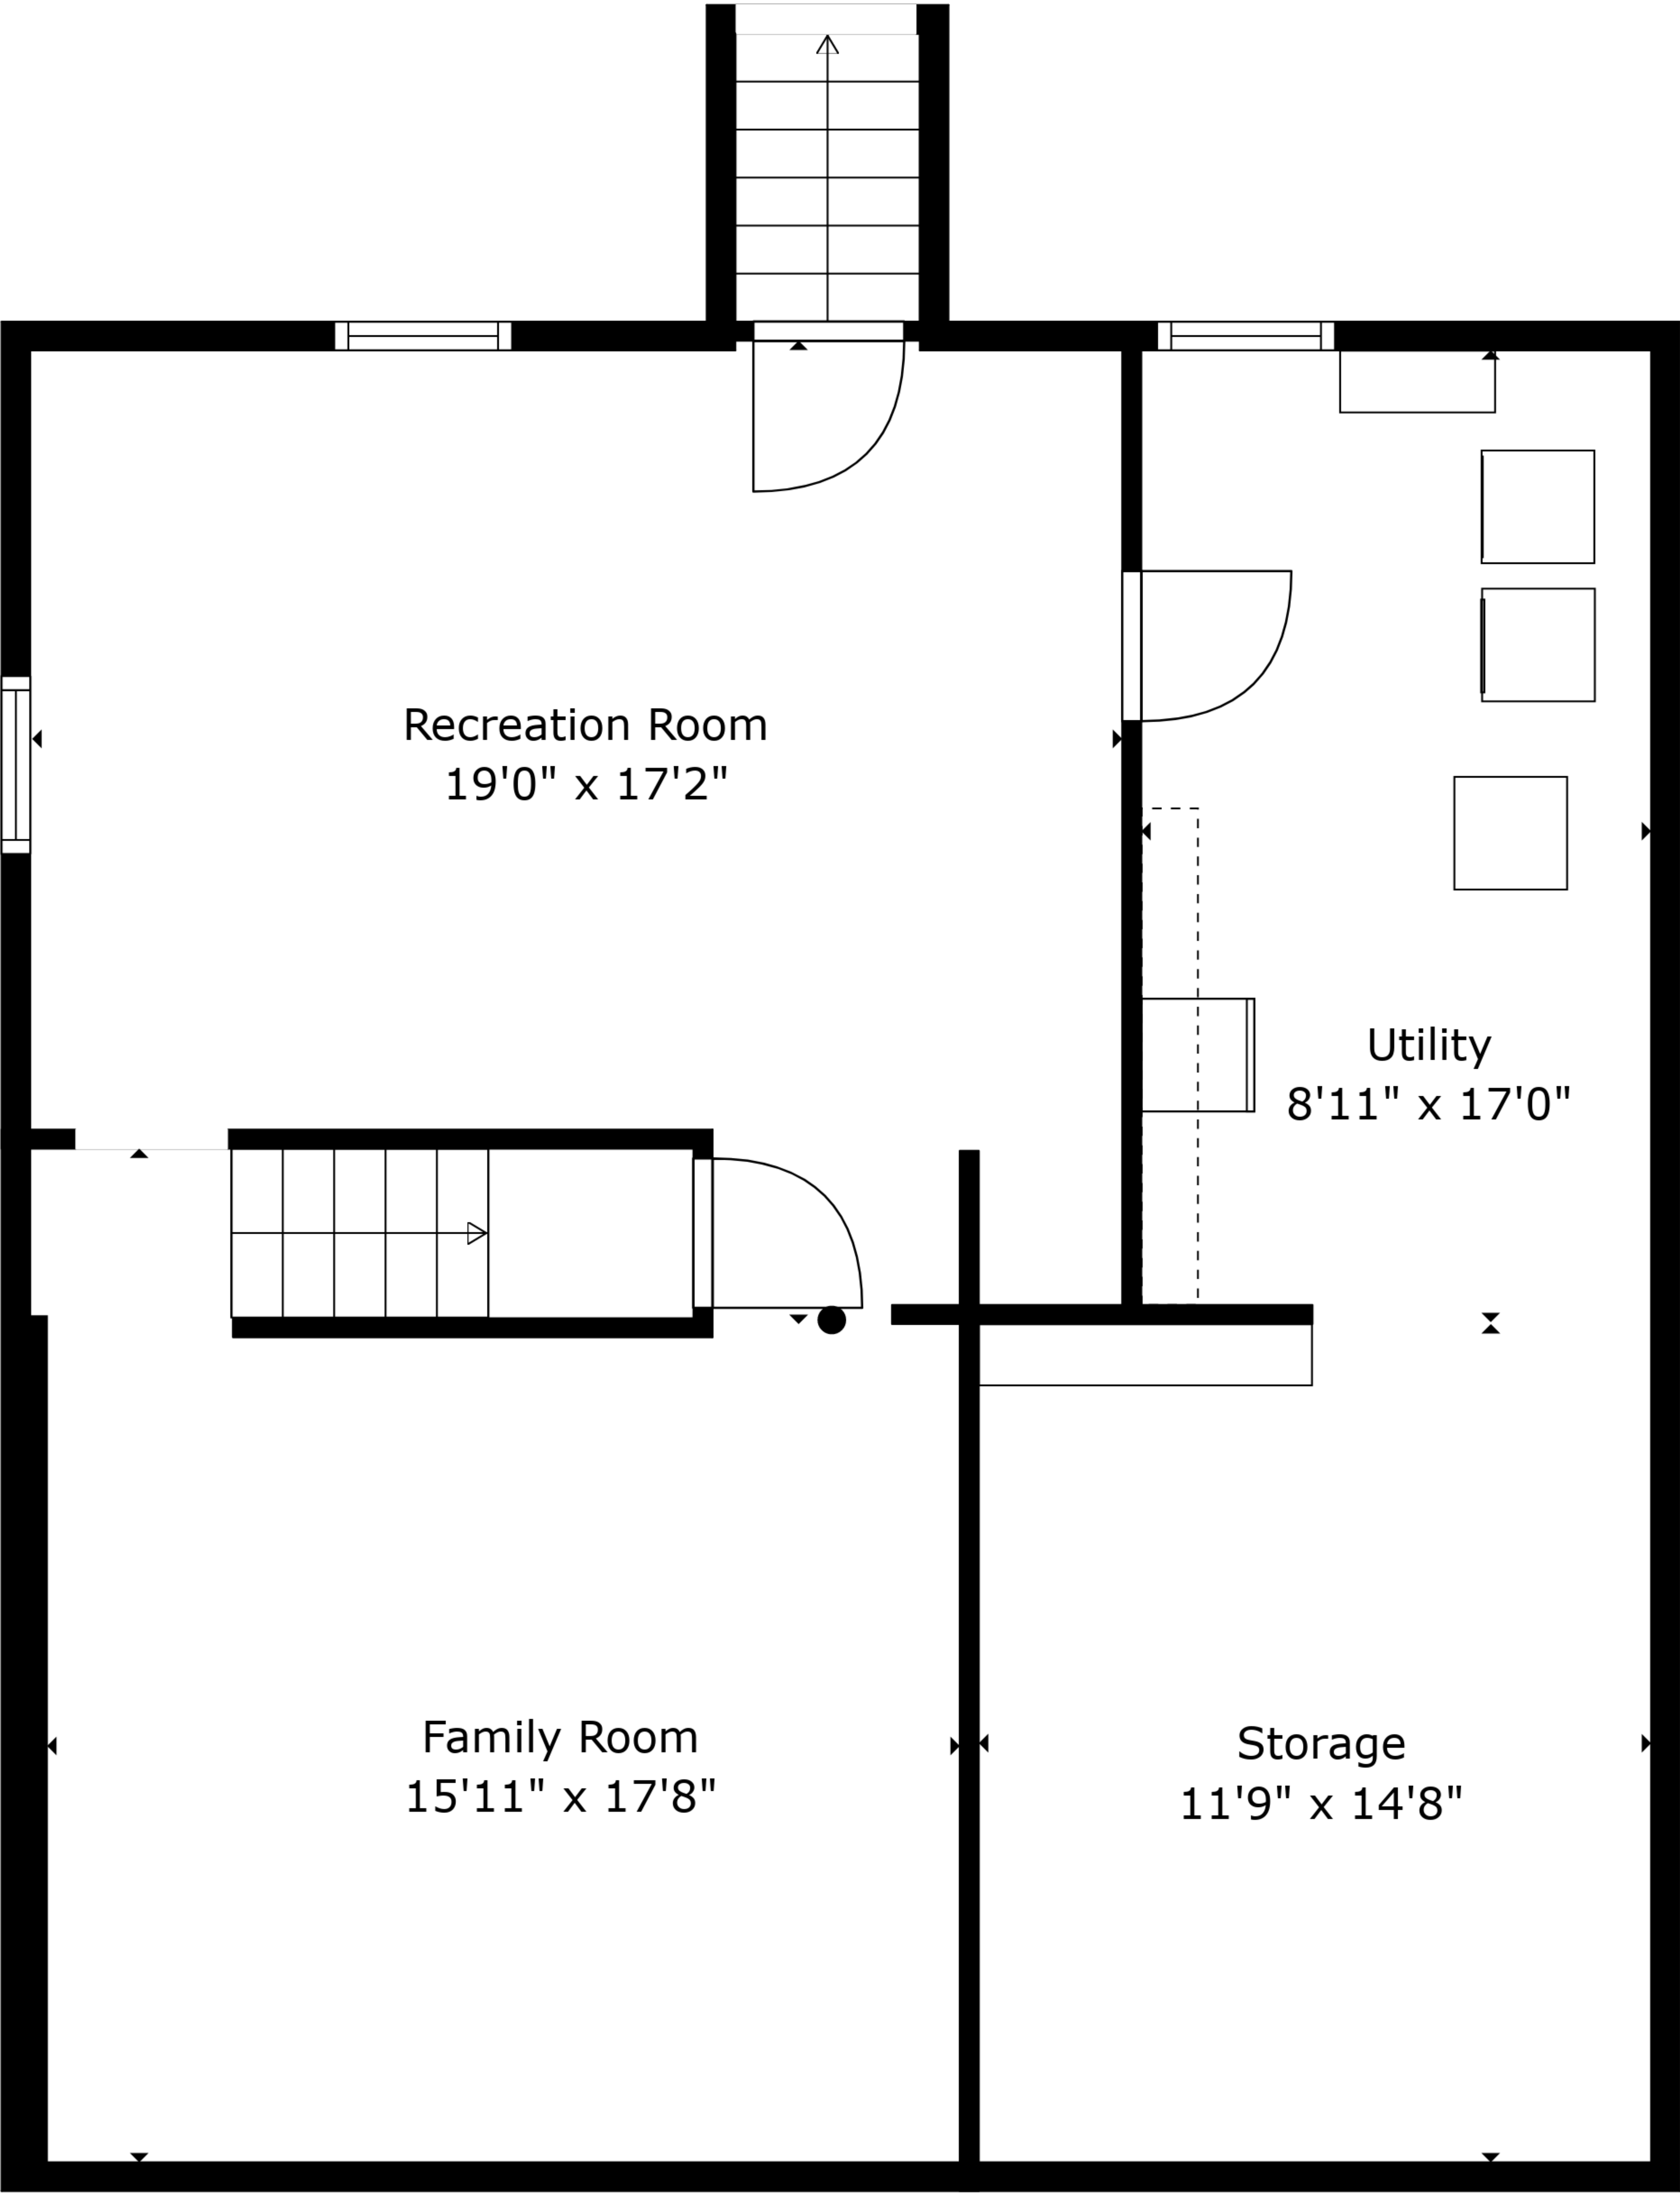 Recreation Room
19'0" x 17'2"
Utility
8'11" x 17'0"
Family Room
15'11" x 17'8"
Storage
11'9" x 14'8"